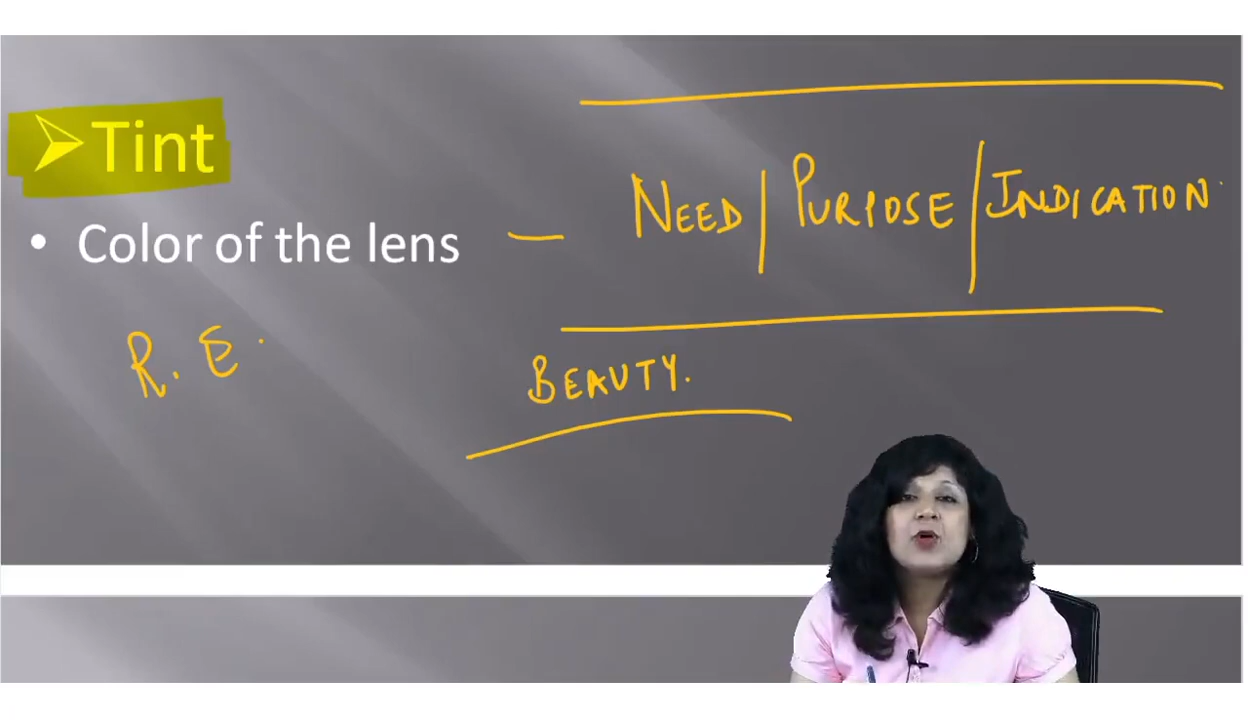 Tint
• Color of the lens
— NEED | PURPOSE | INDICATION.
R. E.
BEAUTY.